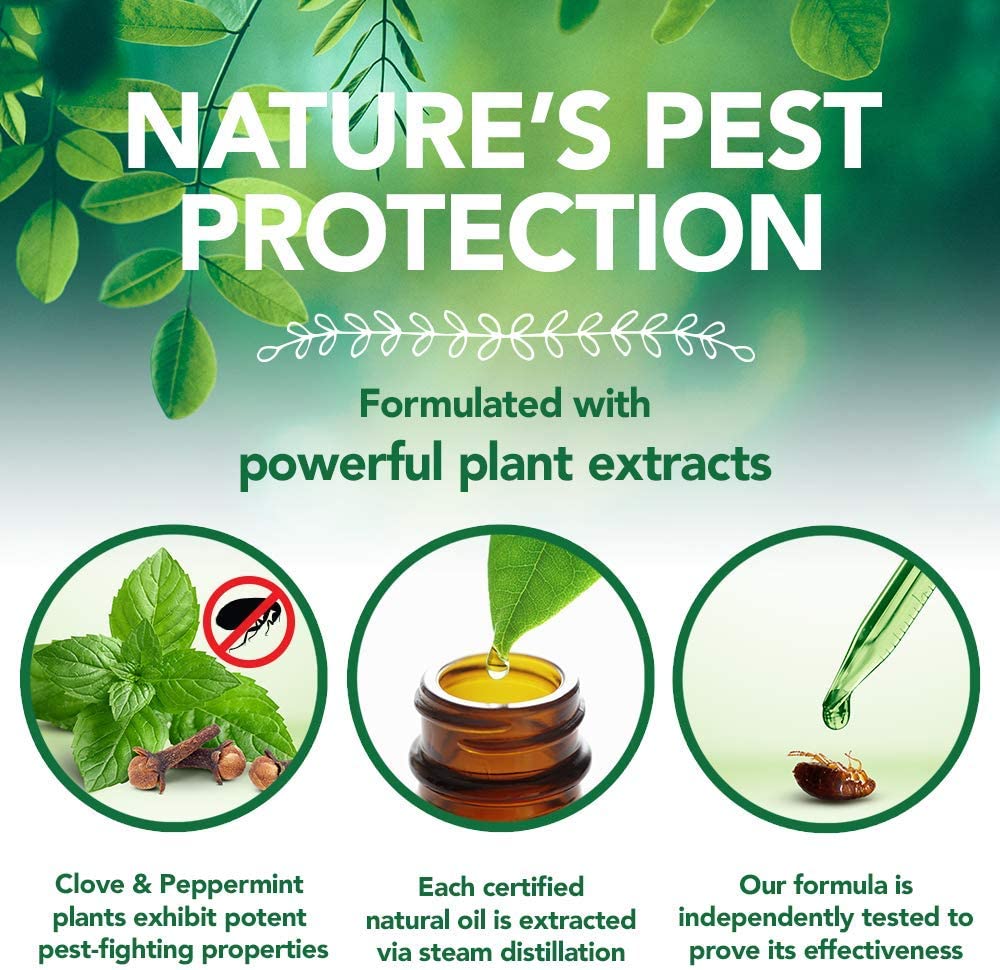 NATURE'S PEST
PROTECTION
Formulated with
powerful plant extracts
Clove & Peppermint
plants exhibit potent
pest-fighting properties
Each certified
natural oil is extracted
via steam distillation
Our formula is
independently tested to
prove its effectiveness